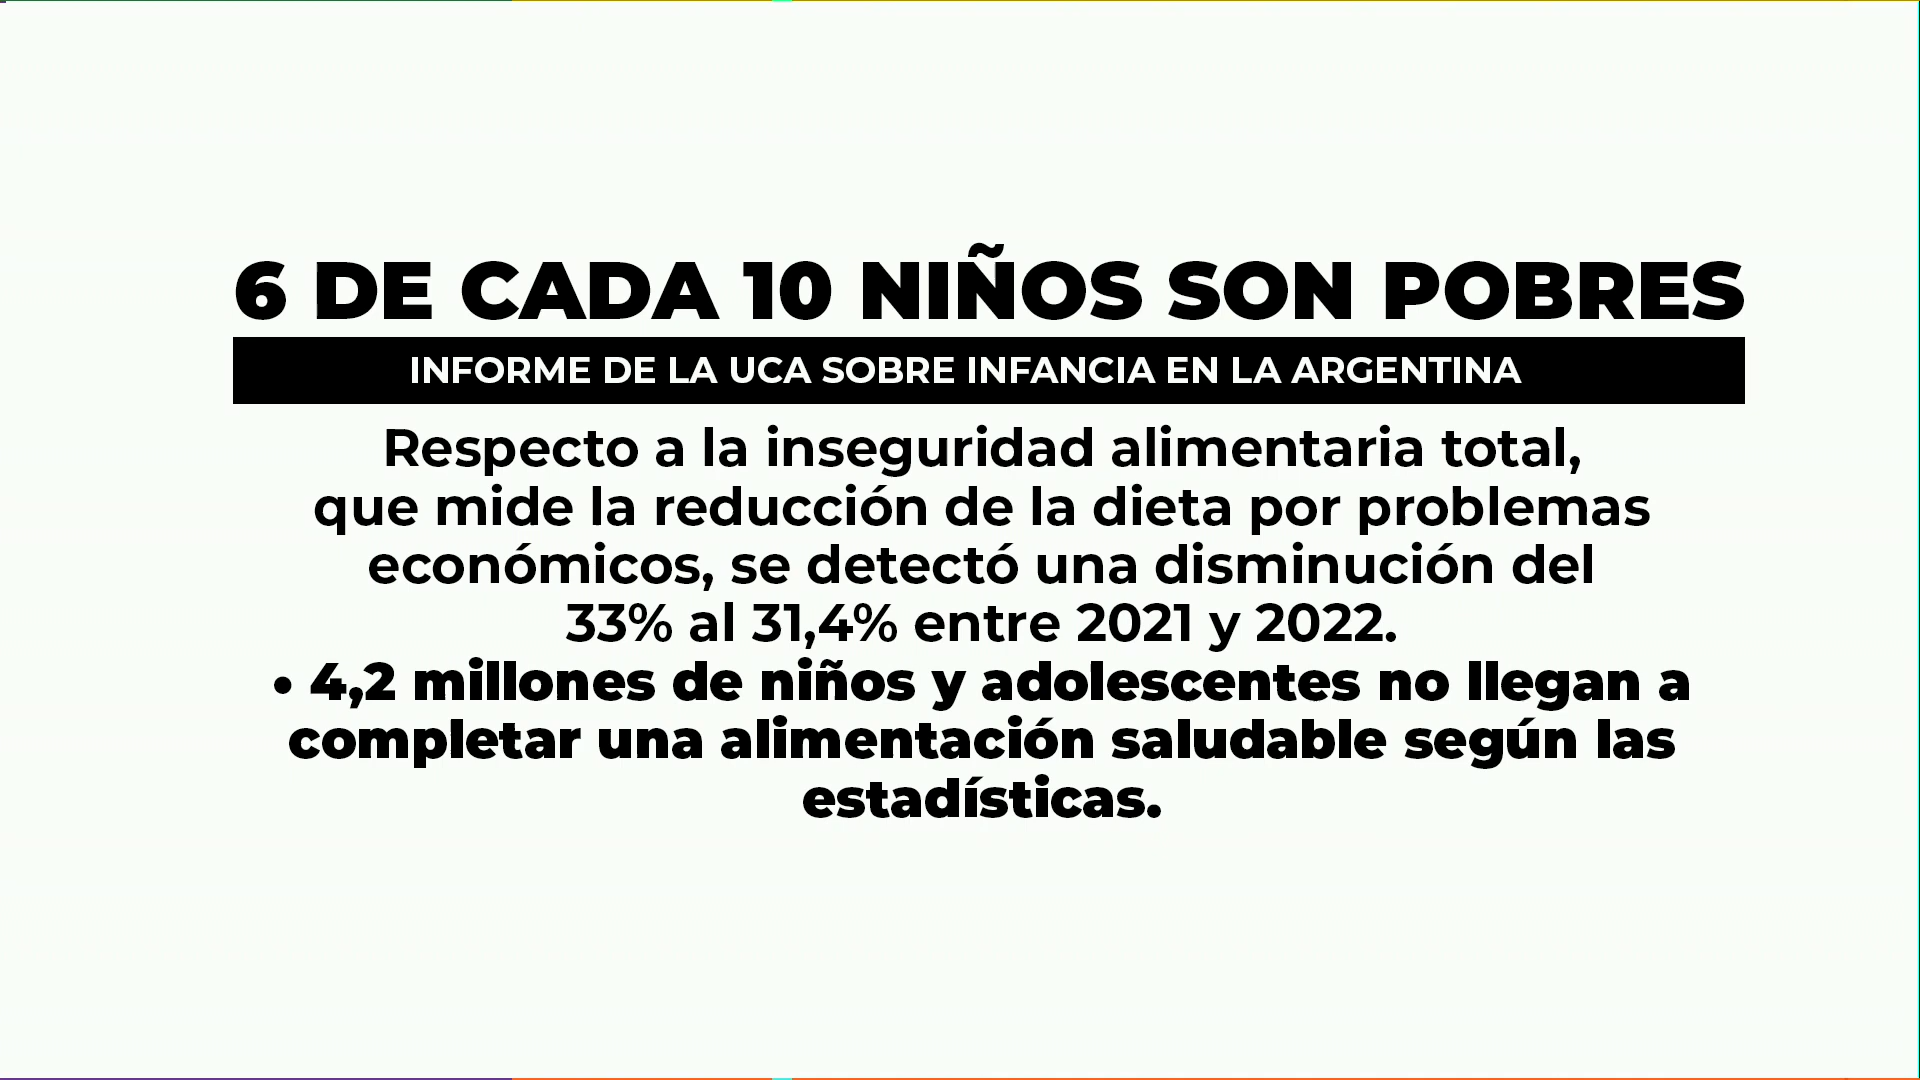 6 DE CADA 10 NIÑOS SON POBRES
INFORME DE LA UCA SOBRE INFANCIA EN LA ARGENTINA
Respecto a la inseguridad alimentaria total,
que mide la reducción de la dieta por problemas
económicos, se detectó una disminución del
33% al 31,4% entre 2021 y 2022.
• 4,2 millones de niños y adolescentes no llegan a
completar una alimentación saludable según las
estadísticas.